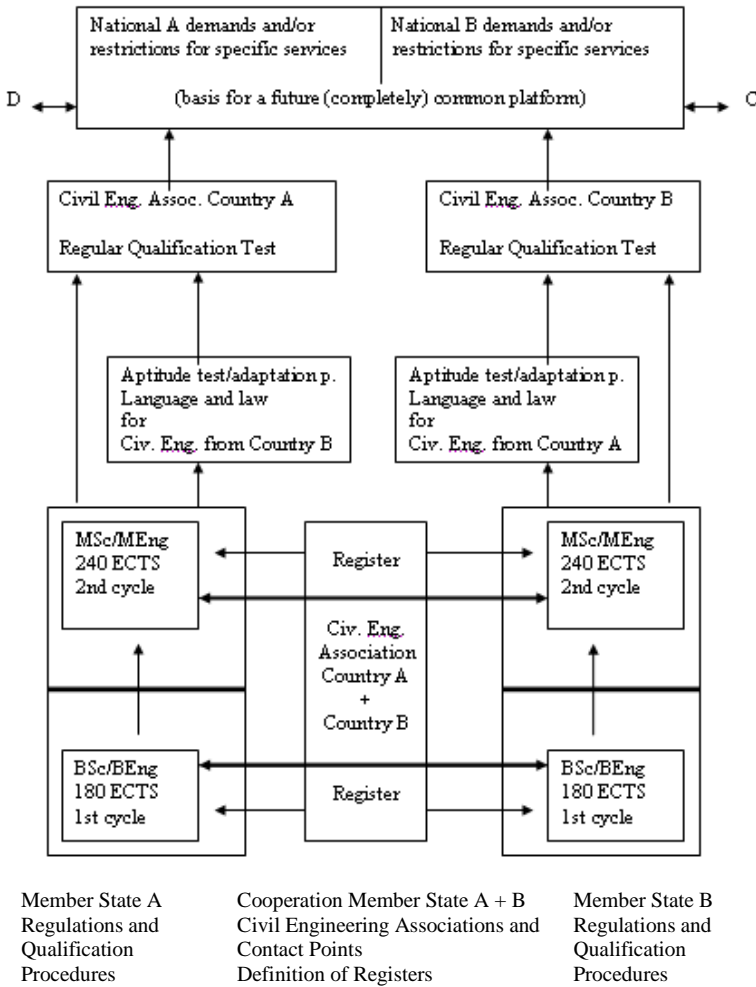 National A demands and/or
restrictions for specific services
National B demands and/or
restrictions for specific services
D
(basis for a future (completely) common platform)
C
Civil Eng. Assoc. Country A
Regular Qualification Test
Civil Eng. Assoc. Country B
Regular Qualification Test
Aptitude test/adaptation p.
Language and law
for
Civ. Eng. from Country B
Aptitude test/adaptation p.
Language and law
for
Civ. Eng. from Country A
MSc/MEng
240 ECTS
2nd cycle
Register
MSc/MEng
240 ECTS
2nd cycle
Civ. Eng.
Association
Country A
+
Country B
BSc/BEng
180 ECTS
1st cycle
Register
BSc/BEng
180 ECTS
1st cycle
Member State A
Regulations and
Qualification
Procedures
Cooperation Member State A + B
Civil Engineering Associations and
Contact Points
Definition of Registers
Member State B
Regulations and
Qualification
Procedures